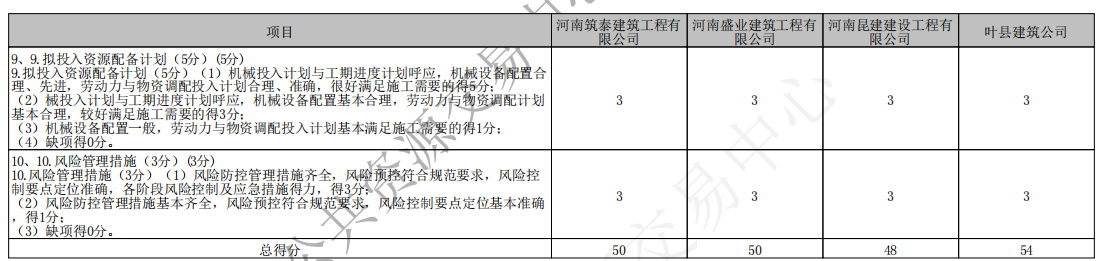 项目
河南筑泰建筑工程有
限公司
河南盛业建筑工程有
限公司
河南昆建建设工程有
限公司
叶县建筑公司
9、9.拟投入资源配备计划（5分）(5分)
9.拟投入资源配备计划（5分）（1）机械投入计划与工期进度计划呼应，机械设备配置合
理、先进，劳动力与物资调配投入计划合理、准确，很好满足施工需要的得5分；
（2）械投入计划与工期进度计划呼应，机械设备配置基本合理，劳动力与物资调配计划
基本合理，较好满足施工需要的得3分；
（3）机械设备配置一般，劳动力与物资调配投入计划基本满足施工需要的得1分；
（4）缺项得0分。
3
3
3
3
10、10.风险管理措施（3分）(3分)
10.风险管理措施（3分）（1）风险防控管理措施齐全，风险预控符合规范要求，风险控
制要点定位准确，各阶段风险控制及应急措施得力，得3分；
（2）风险防控管理措施基本齐全，风险预控符合规范要求，风险控制要点定位基本准确
，得1分；
（3）缺项得0分。
3
3
3
3
总得分
50
50
48
54
公共资源交易中心
交易中心